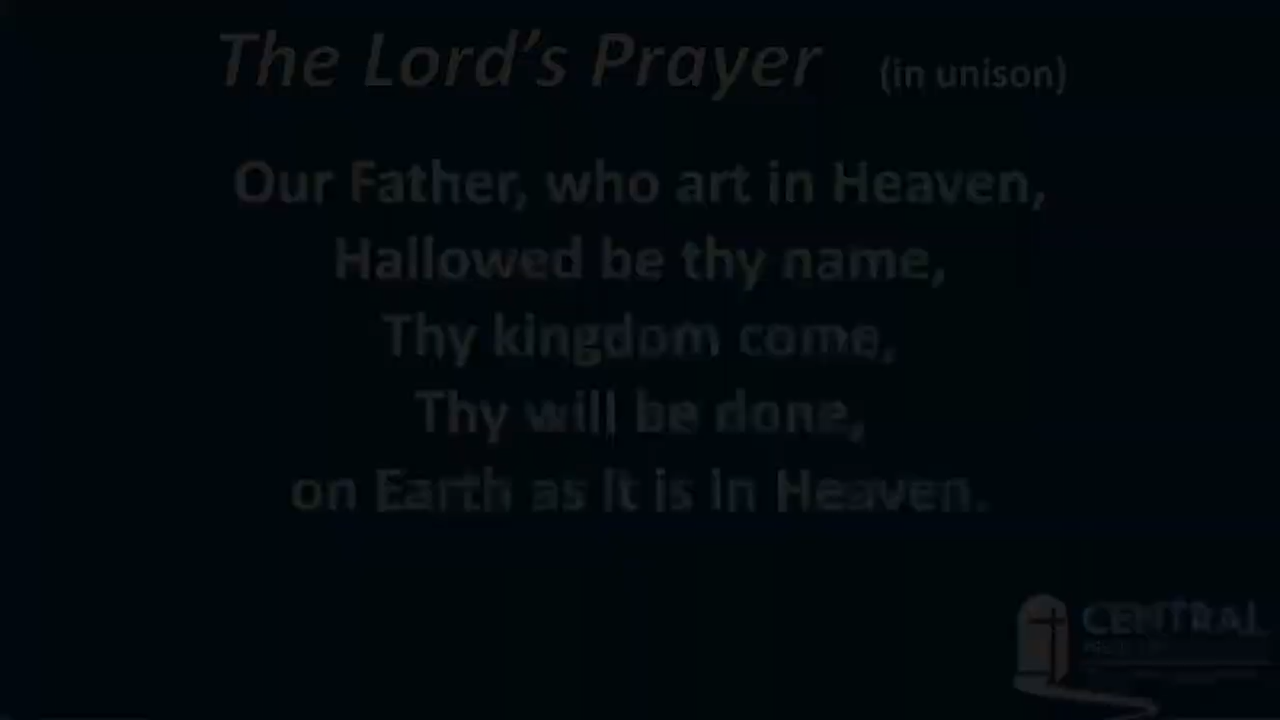 The Lord's Prayer (in unison)
Our Father, who art in Heaven,
Hallowed be thy name,
Thy kingdom come,
Thy will be done,
on Earth as it is in Heaven.
CENTRAL